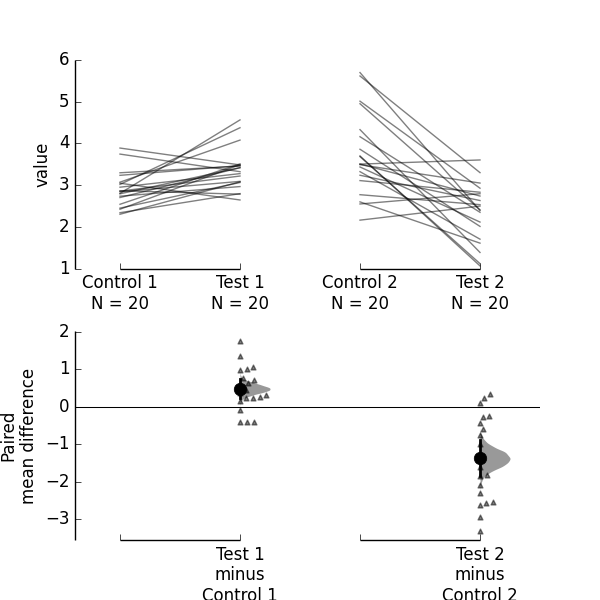 6
5
4
3
2
1
value
Control 1
N = 20
Test 1
N = 20
Control 2
N = 20
Test 2
N = 20
2
1
0
−1
−2
−3
Paired
mean difference
Test 1
minus
Control 1
Test 2
minus
Control 2